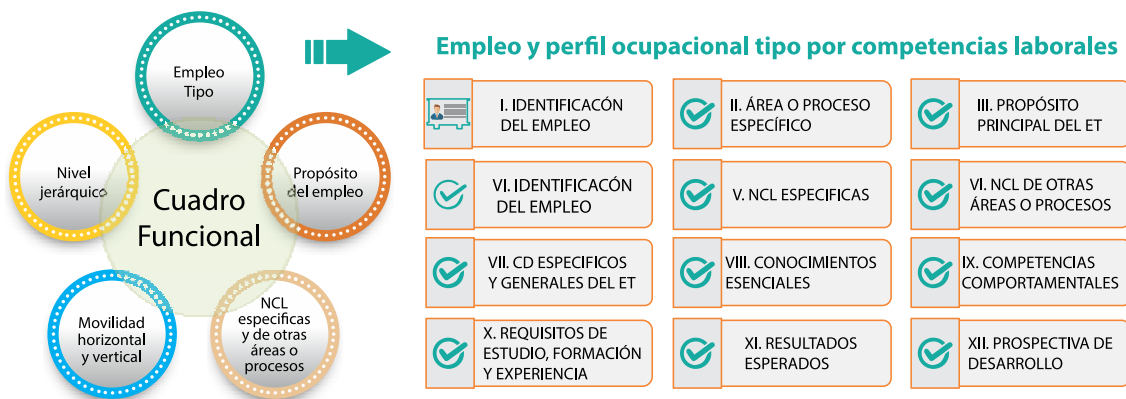 Empleo
Tipo
Nivel
jerárquico
Propósito
del empleo
Cuadro
Funcional
Movilidad
horizontal
y vertical
NCL
especificas
y de otras
áreas o
procesos
Empleo y perfil ocupacional tipo por competencias laborales
I. IDENTIFICACÓN
DEL EMPLEO
II. ÁREA O PROCESO
ESPECÍFICO
III. PROPÓSITO
PRINCIPAL DEL ET
VI. IDENTIFICACÓN
DEL EMPLEO
V. NCL ESPECIFICAS
VI. NCL DE OTRAS
ÁREAS O PROCESOS
VII. CD ESPECIFICOS
Y GENERALES DEL ET
VIII. CONOCIMIENTOS
ESENCIALES
IX. COMPETENCIAS
COMPORTAMENTALES
X. REQUISITOS DE
ESTUDIO, FORMACIÓN
Y EXPERIENCIA
XI. RESULTADOS
ESPERADOS
XII. PROSPECTIVA DE
DESARROLLO